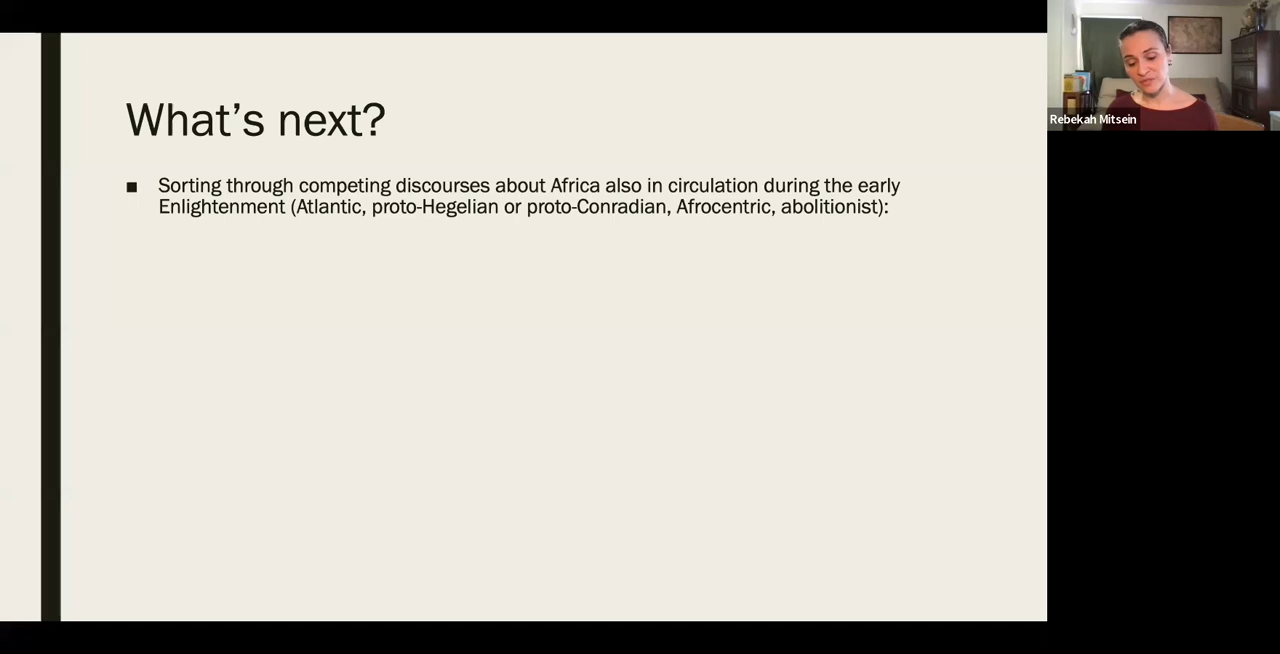 What’s next?
■ Sorting through competing discourses about Africa also in circulation during the early
Enlightenment (Atlantic, proto-Hegelian or proto-Conradian, Afrocentric, abolitionist):
Rebekah Mitsein